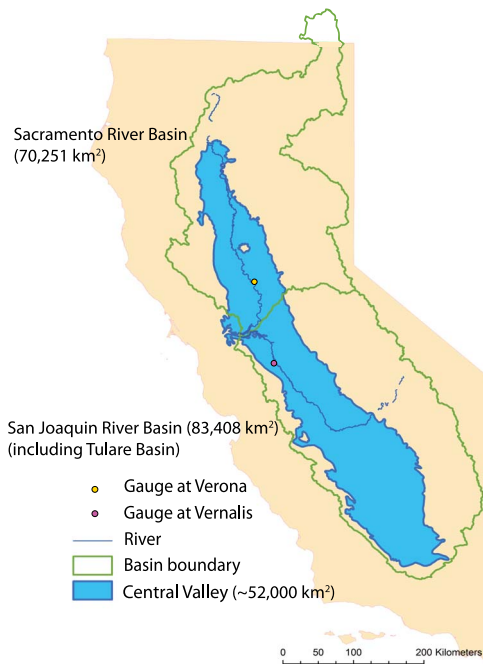 Sacramento River Basin
(70,251 km²)
San Joaquin River Basin (83,408 km²)
(including Tulare Basin)
Gauge at Verona
Gauge at Vernalis
River
Basin boundary
Central Valley (~52,000 km²)
0 50 100 200 Kilometers